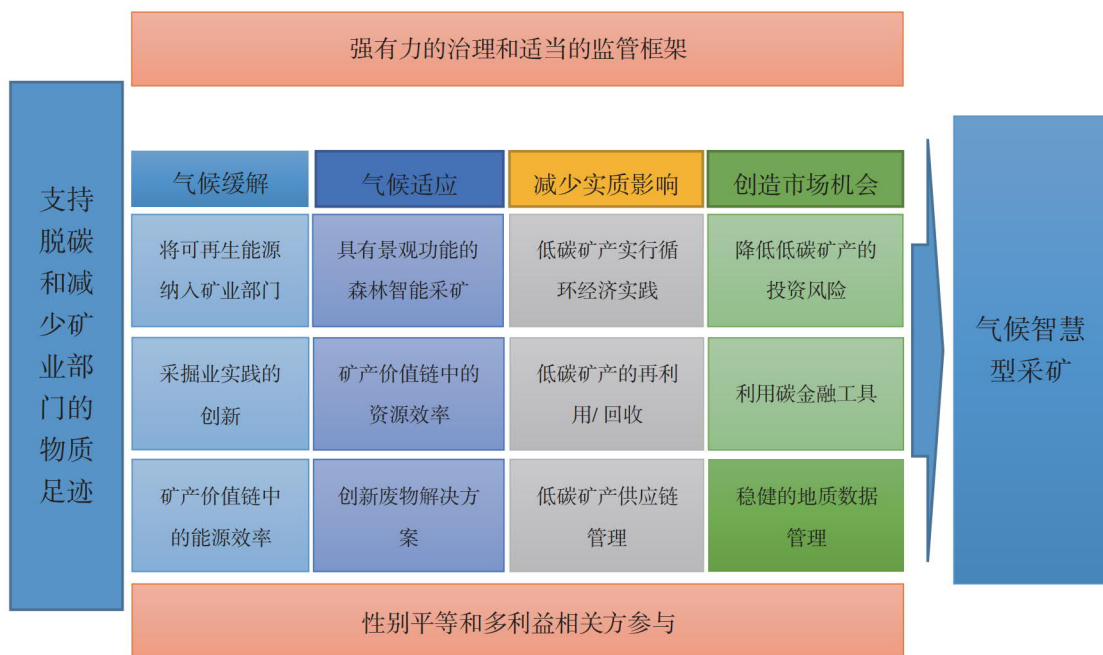 强有力的治理和适当的监管框架
支持
脱碳
和减
少矿
业部
门的
物质
足迹
气候缓解
气候适应
减少实质影响
创造市场机会
将可再生能源
纳入矿业部门
具有景观功能的
森林智能采矿
低碳矿产实行循
环经济实践
降低低碳矿产的
投资风险
采掘业实践的
创新
矿产价值链中的
资源效率
低碳矿产的再利
用/ 回收
利用碳金融工具
矿产价值链中
的能源效率
创新废物解决方
案
低碳矿产供应链
管理
稳健的地质数据
管理
气候智慧
型采矿
性别平等和多利益相关方参与